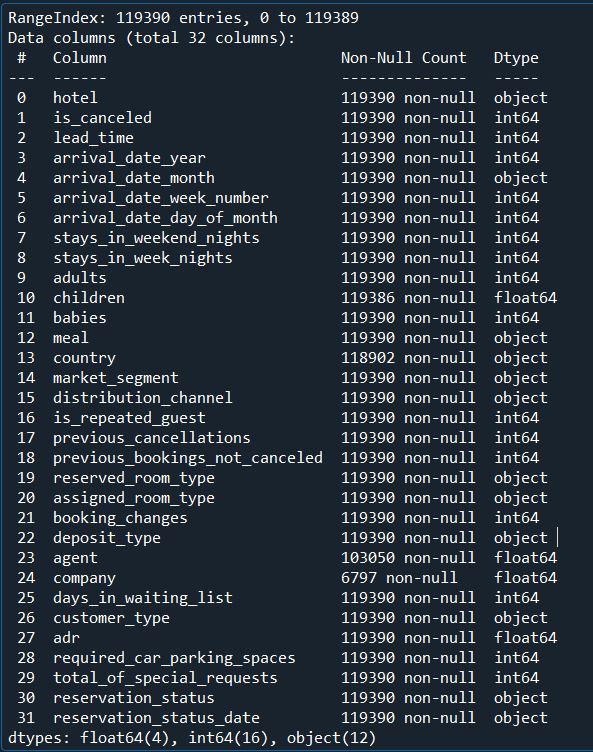 RangeIndex: 119390 entries, 0 to 119389
Data columns (total 32 columns):
 #   Column                          Non-Null Count   Dtype
---  ------                          --------------   -----
 0   hotel                           119390 non-null  object
 1   is_canceled                     119390 non-null  int64
 2   lead_time                       119390 non-null  int64
 3   arrival_date_year               119390 non-null  int64
 4   arrival_date_month              119390 non-null  object
 5   arrival_date_week_number        119390 non-null  int64
 6   arrival_date_day_of_month       119390 non-null  int64
 7   stays_in_weekend_nights         119390 non-null  int64
 8   stays_in_week_nights            119390 non-null  int64
 9   adults                          119390 non-null  int64
 10  children                        119386 non-null  float64
 11  babies                          119390 non-null  int64
 12  meal                            119390 non-null  object
 13  country                         118902 non-null  object
 14  market_segment                  119390 non-null  object
 15  distribution_channel            119390 non-null  object
 16  is_repeated_guest               119390 non-null  int64
 17  previous_cancellations          119390 non-null  int64
 18  previous_bookings_not_canceled  119390 non-null  int64
 19  reserved_room_type              119390 non-null  object
 20  assigned_room_type              119390 non-null  object
 21  booking_changes                 119390 non-null  int64
 22  deposit_type                    119390 non-null  object
 23  agent                           103050 non-null  float64
 24  company                         6797 non-null    float64
 25  days_in_waiting_list            119390 non-null  int64
 26  customer_type                   119390 non-null  object
 27  adr                             119390 non-null  float64
 28  required_car_parking_spaces     119390 non-null  int64
 29  total_of_special_requests       119390 non-null  int64
 30  reservation_status              119390 non-null  object
 31  reservation_status_date         119390 non-null  object
dtypes: float64(4), int64(16), object(12)